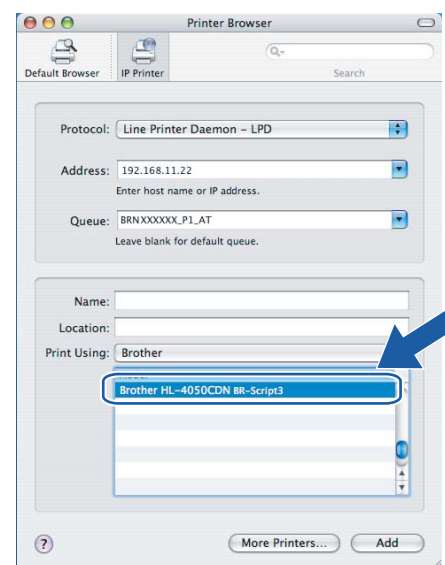 Printer Browser
Default Browser
IP Printer
Q
Search
Protocol: Line Printer Daemon – LPD
Address: 192.168.11.22
Enter host name or IP address.
Queue: BRNXXXXXX_P1_AT
Leave blank for default queue.
Name:
Location:
Print Using: Brother
Brother HL-4050CDN BR-Script3
?
More Printers...
Add